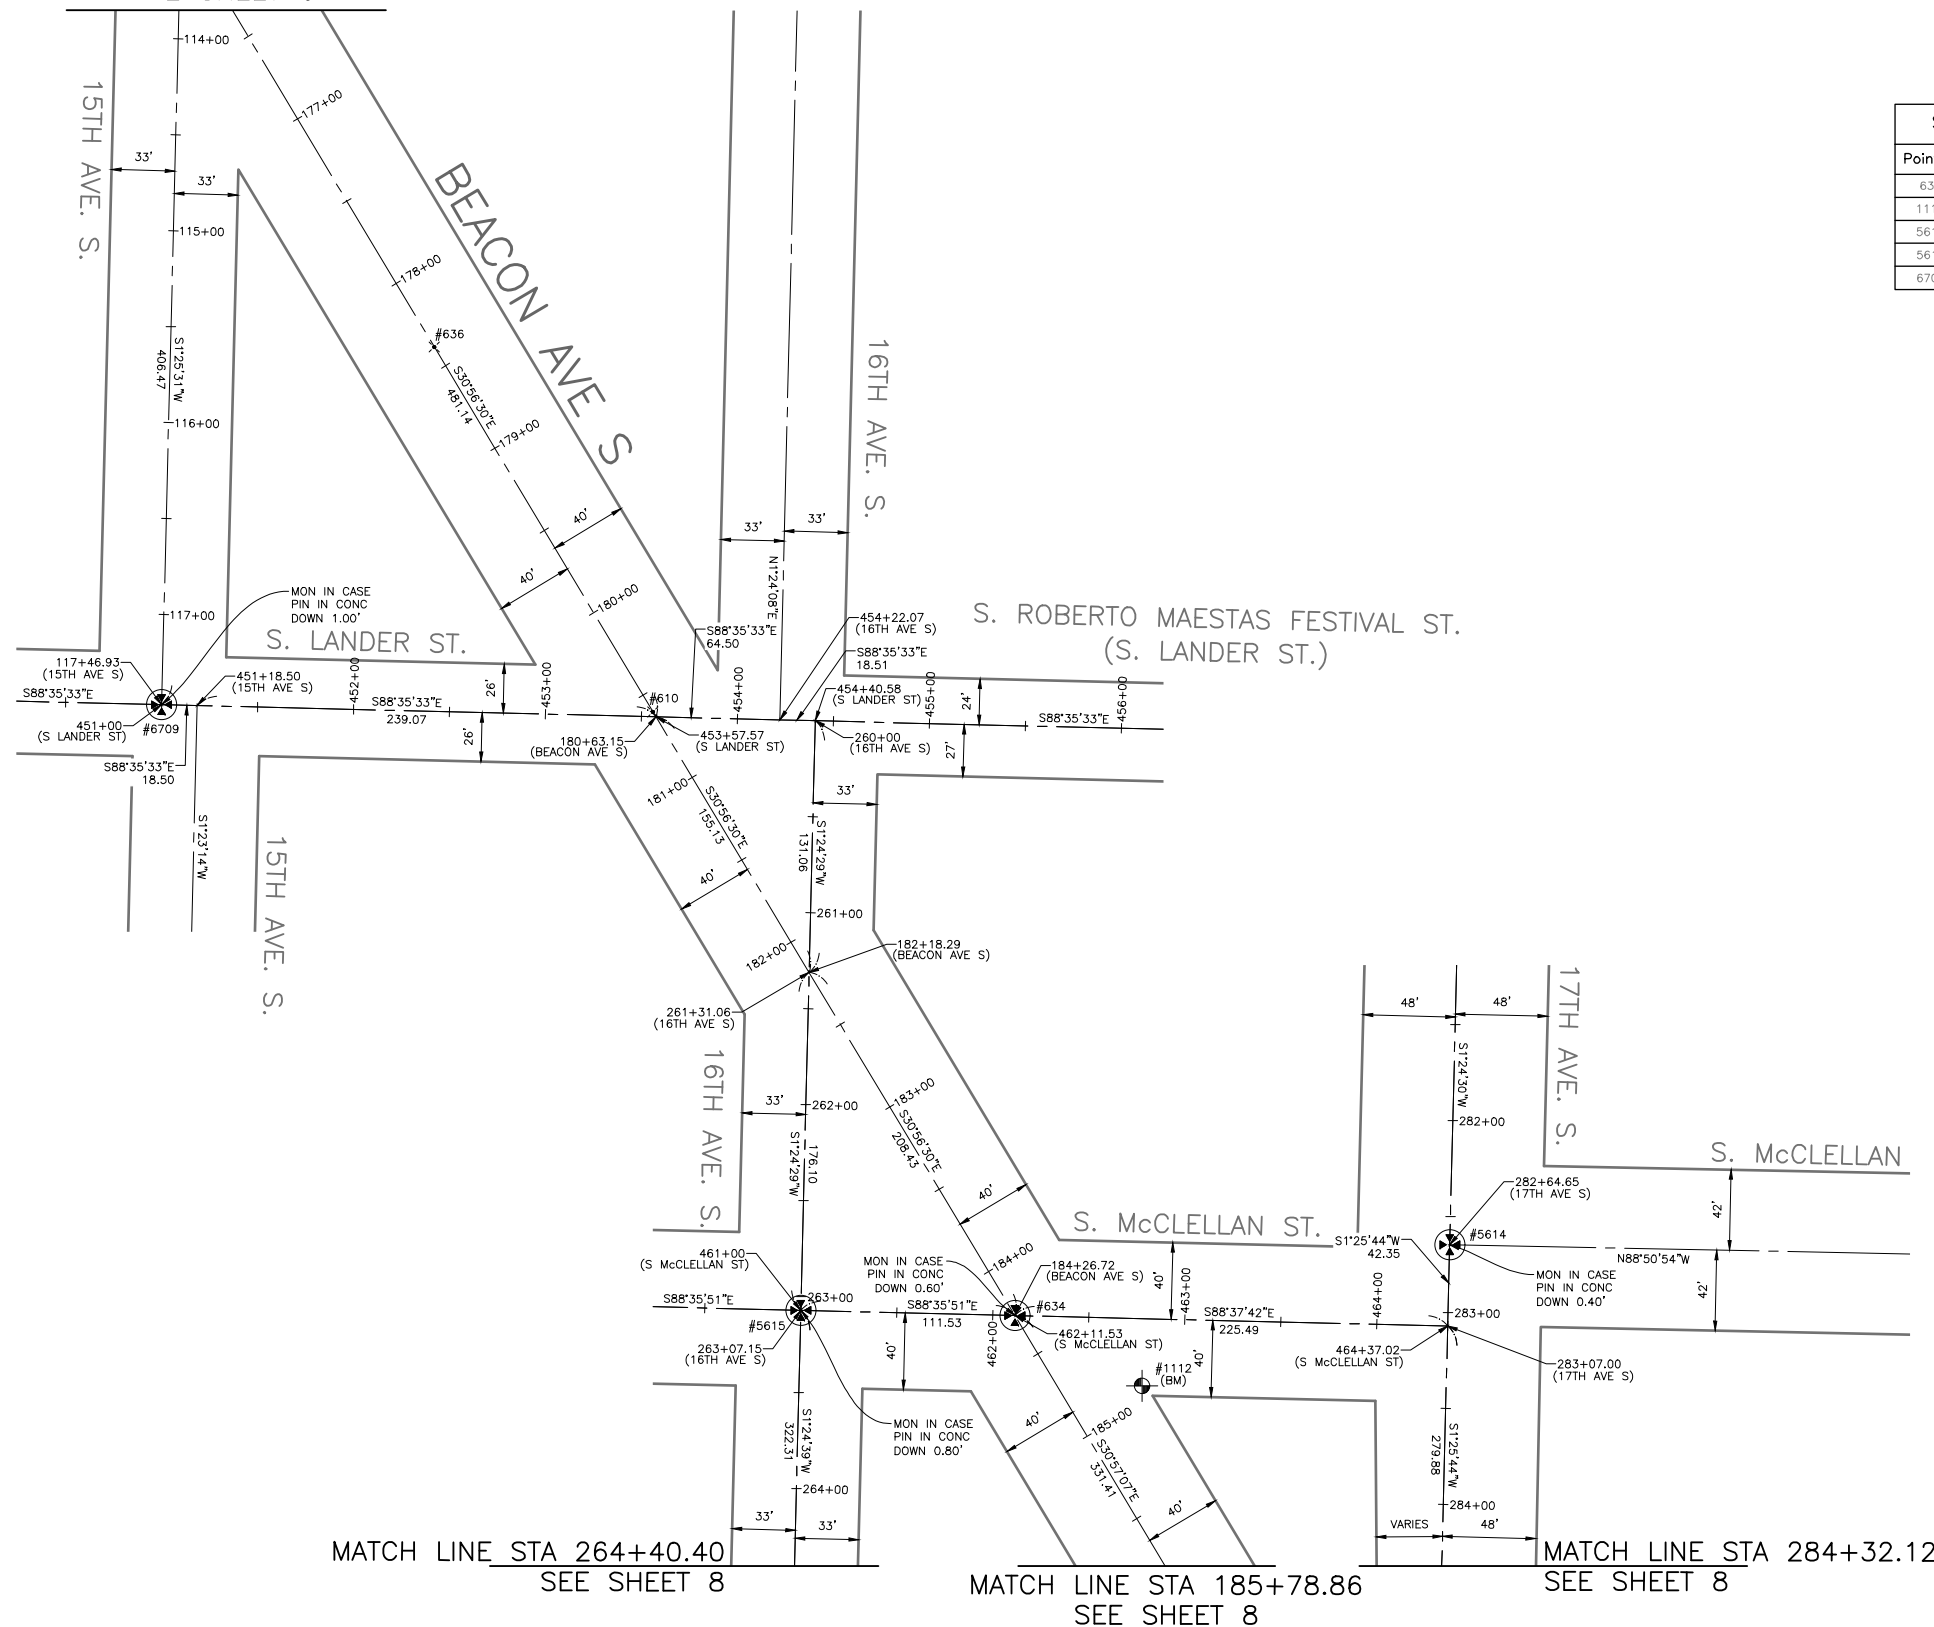 114+00
177+00
15TH AVE. S.
33'
33'
115+00
BEACON AVE S
178+00
#636
S30°56'30"E
481.14
179+00
S1°25'31"W
406.47
116+00
16TH AVE. S.
40'
40'
33'
33'
N1°24'08"E
180+00
117+00
MON IN CASE
PIN IN CONC
DOWN 1.00'
S. LANDER ST.
S. ROBERTO MAESTAS FESTIVAL ST.
(S. LANDER ST.)
454+22.07
(16TH AVE S)
S88°35'33"E
64.50
S88°35'33"E
18.51
117+46.93
(15TH AVE S)
451+18.50
(15TH AVE S)
452+00
453+00
454+00
455+00
456+00
454+40.58
(S LANDER ST)
S88°35'33"E
S88°35'33"E
239.07
26'
26'
#610
24'
27'
S88°35'33"E
451+00
(S LANDER ST)
#6709
180+63.15
(BEACON AVE S)
453+57.57
(S LANDER ST)
260+00
(16TH AVE S)
S88°35'33"E
18.50
33'
181+00
S30°56'30"E
155.13
S1°23'14"W
15TH AVE. S.
S1°24'29"W
131.06
40'
261+00
182+00
182+18.29
(BEACON AVE S)
261+31.06
(16TH AVE S)
48'
48'
17TH AVE. S.
S1°24'30"W
16TH AVE. S.
33'
262+00
183+00
S30°56'30"E
208.43
282+00
176.10
S1°24'29"W
40'
S. McCLELLAN
282+64.65
(17TH AVE S)
42'
42'
S. McCLELLAN ST.
S1°25'44"W
42.35
#5614
N88°50'54"W
461+00
(S McCLELLAN ST)
MON IN CASE
PIN IN CONC
DOWN 0.60'
184+00
184+26.72
(BEACON AVE S)
40'
463+00
464+00
MON IN CASE
PIN IN CONC
DOWN 0.40'
S88°35'51"E
263+00
S88°35'51"E
111.53
#634
S88°37'42"E
225.49
283+00
#5615
263+07.15
(16TH AVE S)
40'
462+00
462+11.53
(S McCLELLAN ST)
#1112
(BM)
40'
464+37.02
(S McCLELLAN ST)
283+07.00
(17TH AVE S)
S1°24'39"W
322.31
MON IN CASE
PIN IN CONC
DOWN 0.80'
40'
185+00
S30°57'07"E
331.41
40'
S1°25'44"W
279.88
264+00
284+00
33'
33'
VARIES
48'
MATCH LINE STA 264+40.40
SEE SHEET 8
MATCH LINE STA 185+78.86
SEE SHEET 8
MATCH LINE STA 284+32.12
SEE SHEET 8